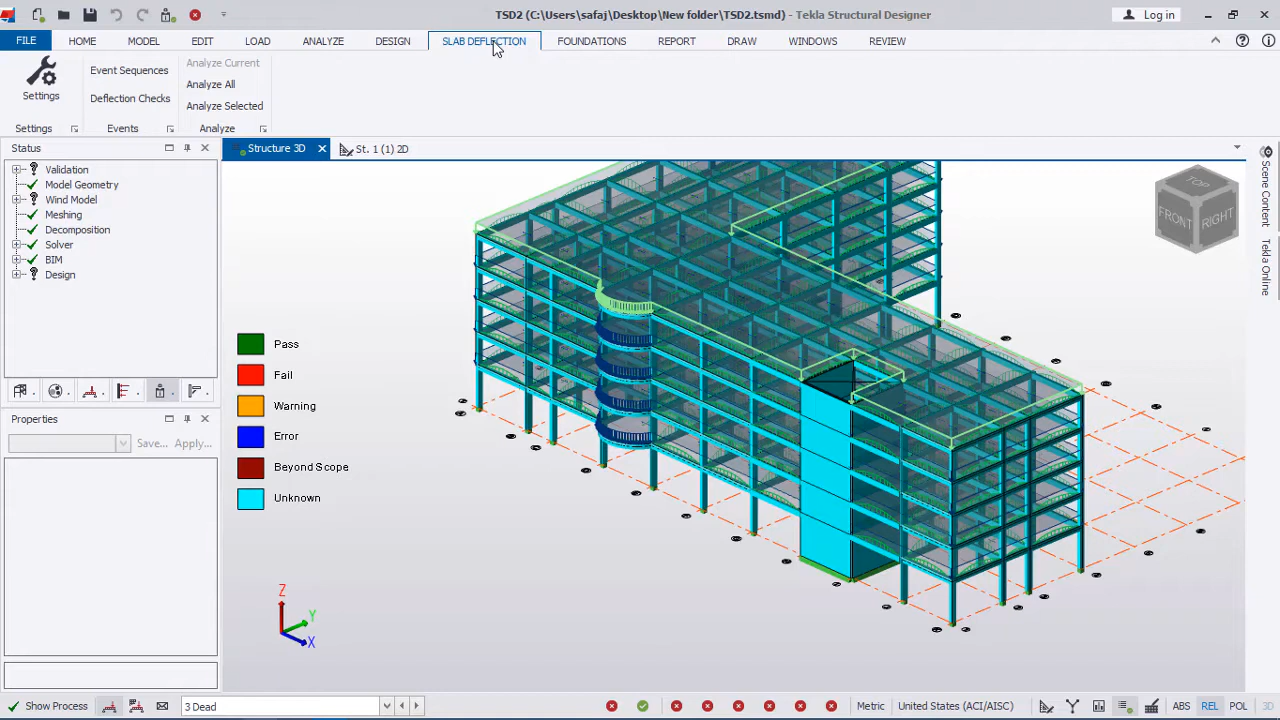 TSD2 (C:\Users\safaj\Desktop\New folder\TSD2.tsmd) - Tekla Structural Designer
Log in
FILE HOME MODEL EDIT LOAD ANALYZE DESIGN SLAB DEFLECTION FOUNDATIONS REPORT DRAW WINDOWS REVIEW
Settings
Event Sequences
Deflection Checks
Analyze Current
Analyze All
Analyze Selected
Settings Events Analyze
Status
Validation
Model Geometry
Wind Model
Meshing
Decomposition
Solver
BIM
Design
Properties
Save... Apply...
Structure 3D
St. 1 (1) 2D
TOP
FRONT
RIGHT
Pass
Fail
Warning
Error
Beyond Scope
Unknown
Z
Y
X
Scene Content
Tekla Online
Show Process
3 Dead
Metric
United States (ACI/AISC)
ABS REL POL 3D